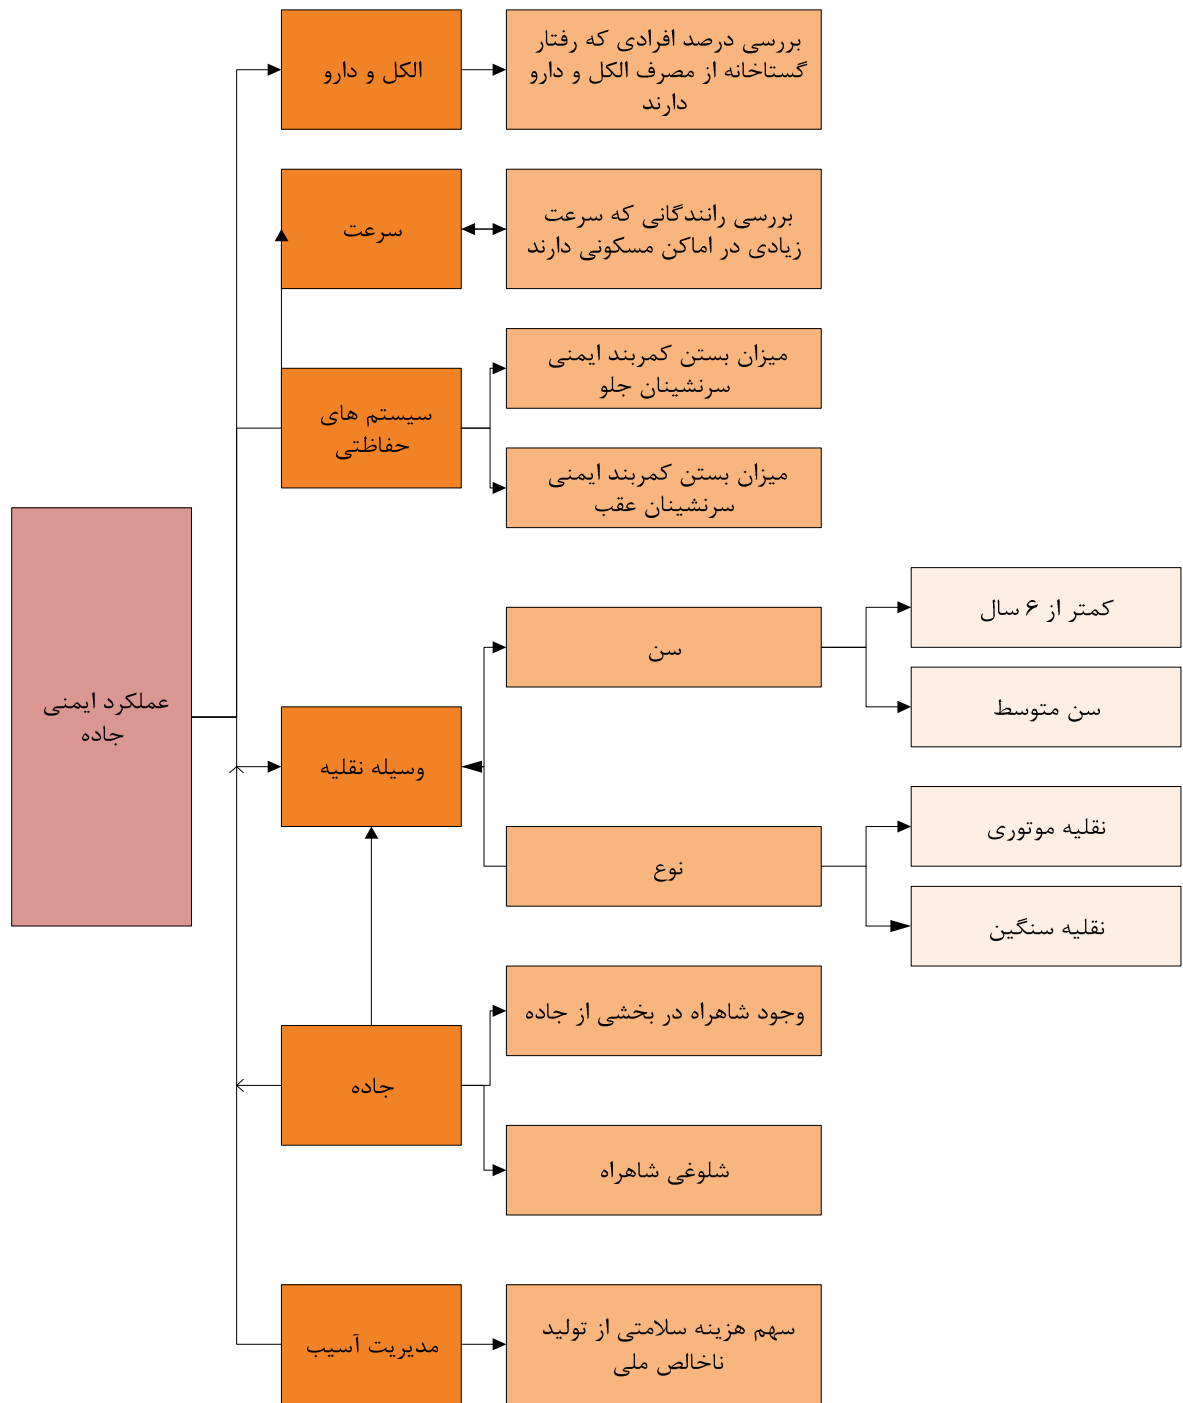 الکل و دارو
بررسی درصد افرادی که رفتار
گستاخانه از مصرف الکل و دارو
دارند
سرعت
بررسی رانندگانی که سرعت
زیادی در اماکن مسکونی دارند
سیستم های
حفاظتی
میزان بستن کمربند ایمنی
سرنشینان جلو
میزان بستن کمربند ایمنی
سرنشینان عقب
عملکرد ایمنی
جاده
وسیله نقلیه
سن
کمتر از ۶ سال
سن متوسط
نوع
نقلیه موتوری
نقلیه سنگین
جاده
وجود شاهراه در بخشی از جاده
شلوغی شاهراه
مدیریت آسیب
سهم هزینه سلامتی از تولید
ناخالص ملی